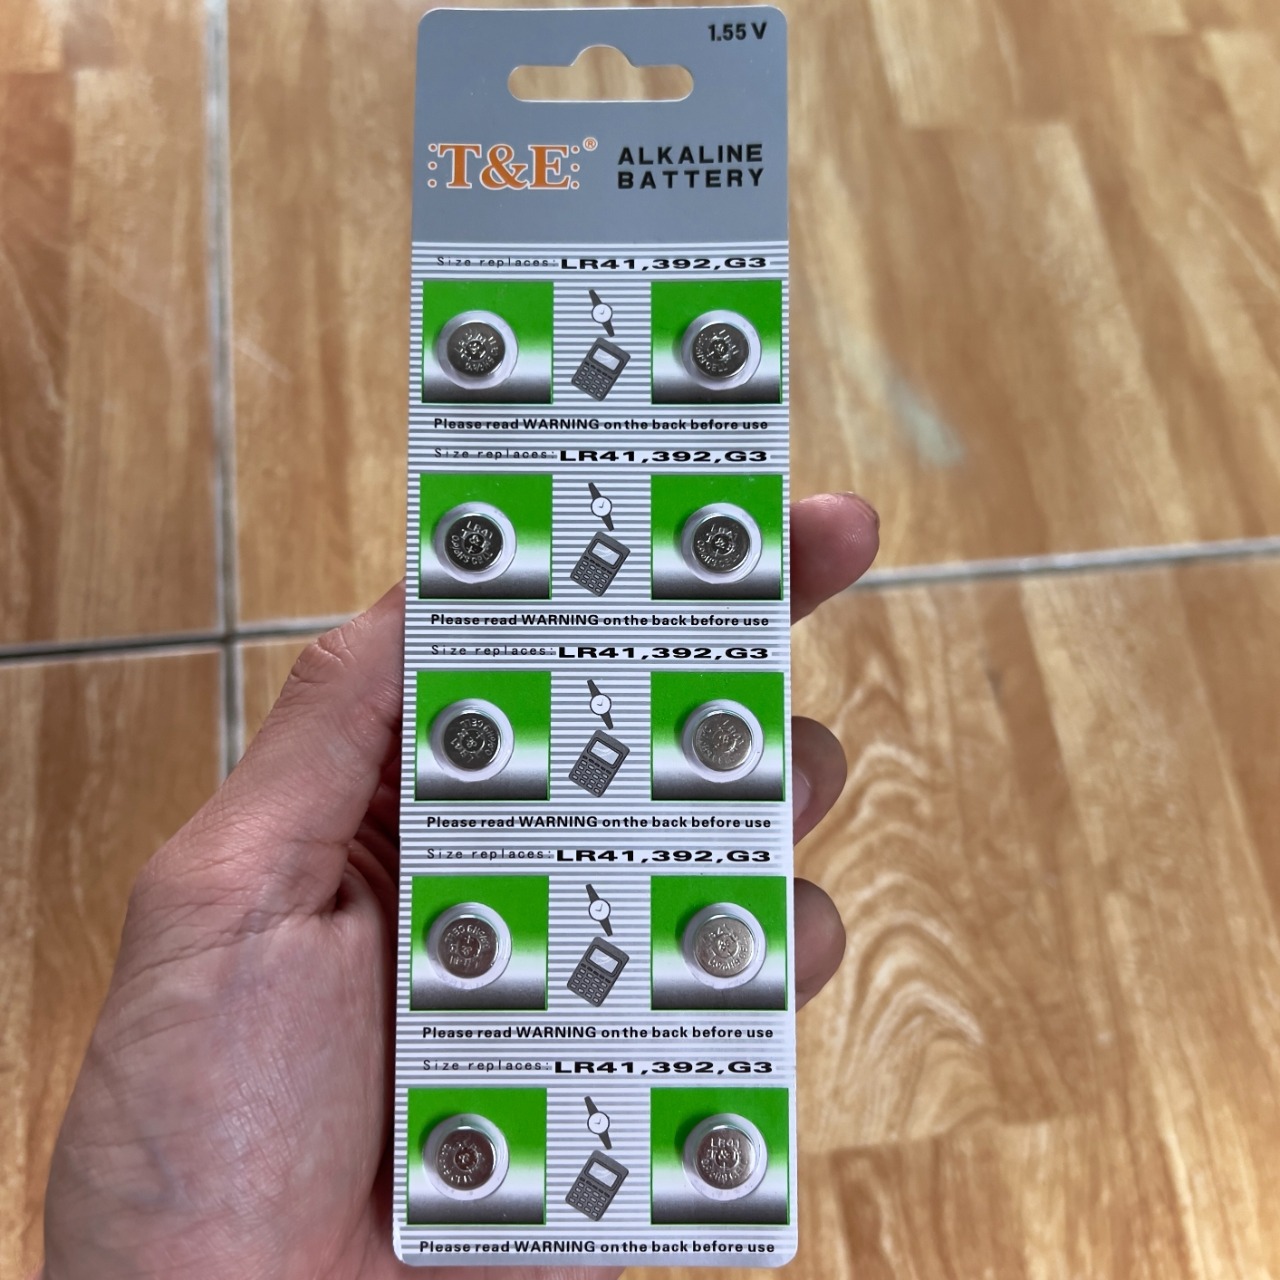 1.55 V
T&E®
ALKALINE
BATTERY
Size replaces: LR41,392,G3
Please read WARNING on the back before use
Size replaces: LR41,392,G3
LR41
LR41
Please read WARNING on the back before use
Size replaces: LR41,392,G3
Please read WARNING on the back before use
Size replaces: LR41,392,G3
Please read WARNING on the back before use
Size replaces: LR41,392,G3
LR41
Please read WARNING on the back before use